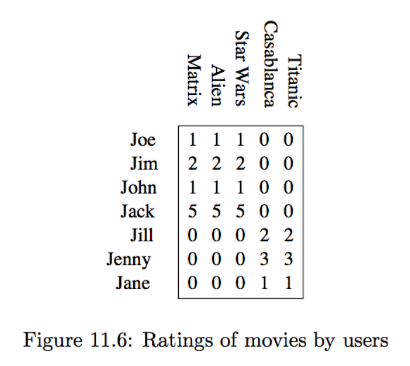 Matrix
Alien
Star Wars
Casablanca
Titanic
Joe 1 1 1 0 0
Jim 2 2 2 0 0
John 1 1 1 0 0
Jack 5 5 5 0 0
Jill 0 0 0 2 2
Jenny 0 0 0 3 3
Jane 0 0 0 1 1
Figure 11.6: Ratings of movies by users